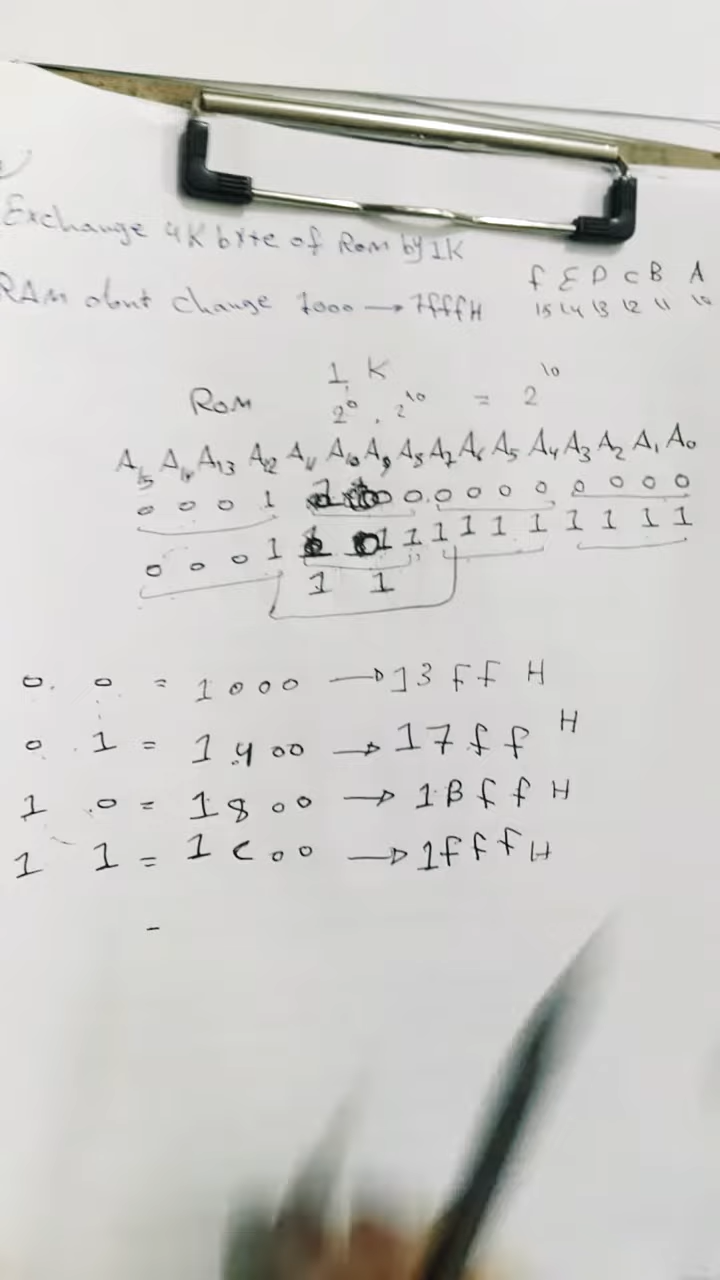 Exchange 4K byte of Rom by 1K
RAM dont change 1000 → 7fffH
F E D C B A
15 14 13 12 11 10
1 K
Rom 2⁰ . 2¹⁰ = 2¹⁰
A15 A14 A13 A12 A11 A10 A9 A8 A7 A6 A5 A4 A3 A2 A1 A0
0 0 0 1 0 0 0 0 0 0 0 0 0
0 0 0 1 1 1 1 1 1 1 1 1 1 1
1 1
0. 0 = 1000 → 13ff H
0 1 = 1400 → 17ff H
1 0 = 1800 → 1Bff H
1 1 = 1c00 → 1fffH
-